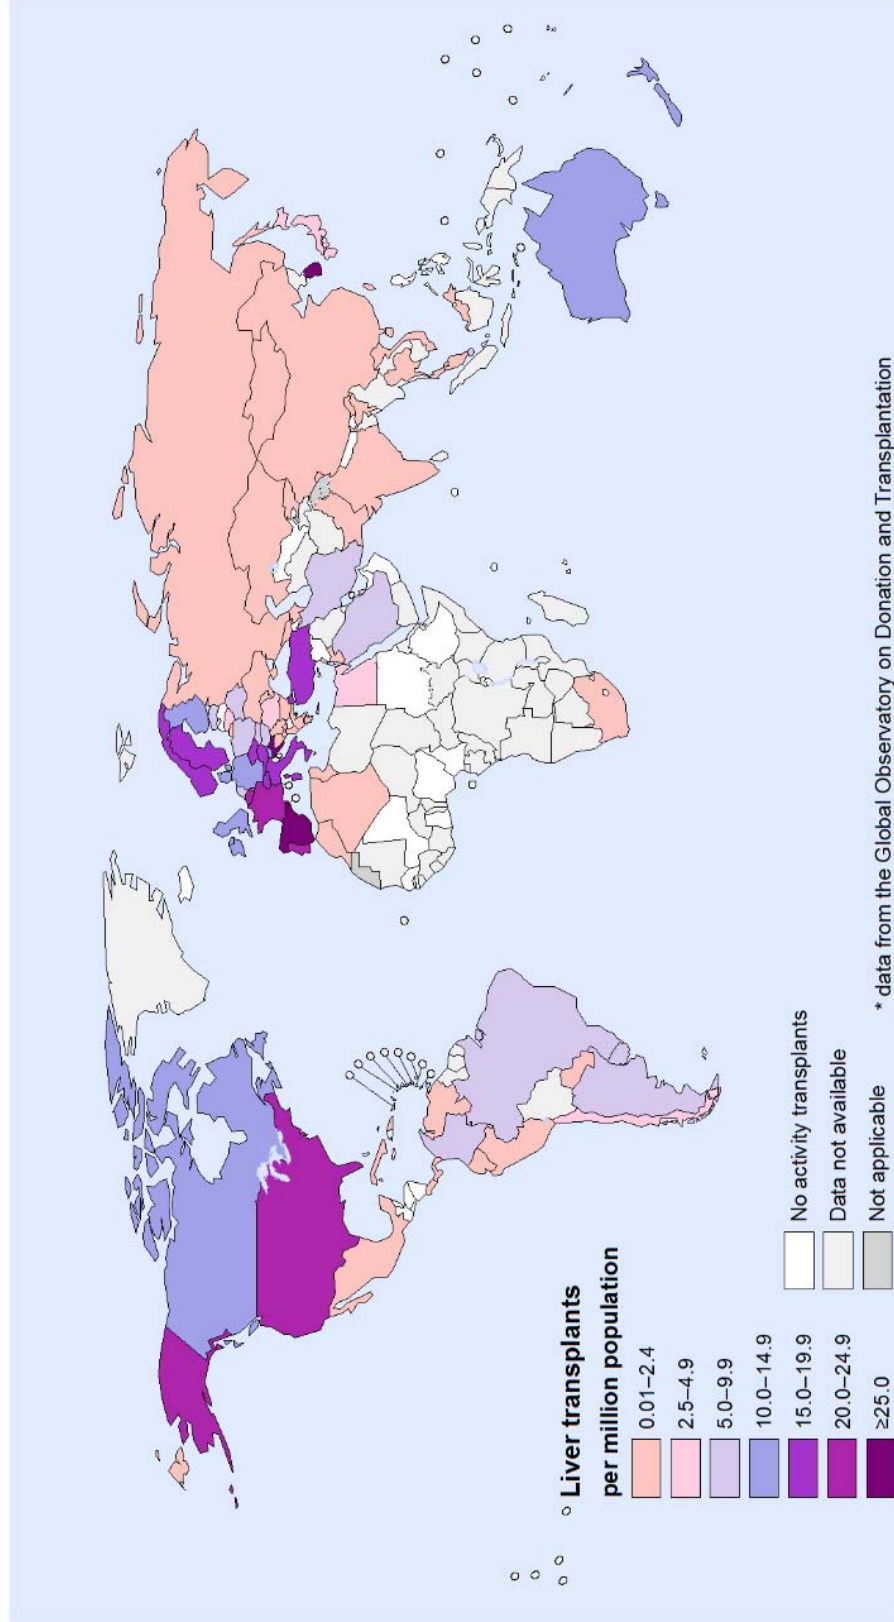 Liver transplants
per million population
0.01–2.4
2.5–4.9
5.0–9.9
10.0–14.9
15.0–19.9
20.0–24.9
≥25.0
No activity transplants
Data not available
Not applicable
* data from the Global Observatory on Donation and Transplantation